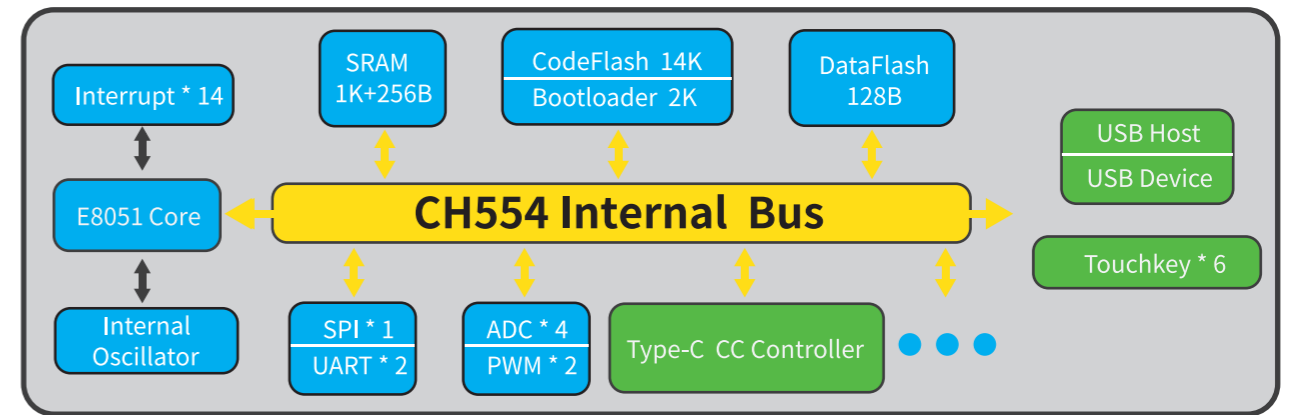 SRAM
1K+256B
CodeFlash 14K
Bootloader 2K
DataFlash
128B
Interrupt * 14
USB Host
USB Device
E8051 Core
CH554 Internal Bus
Touchkey * 6
Internal
Oscillator
SPI * 1
UART * 2
ADC * 4
PWM * 2
Type-C CC Controller